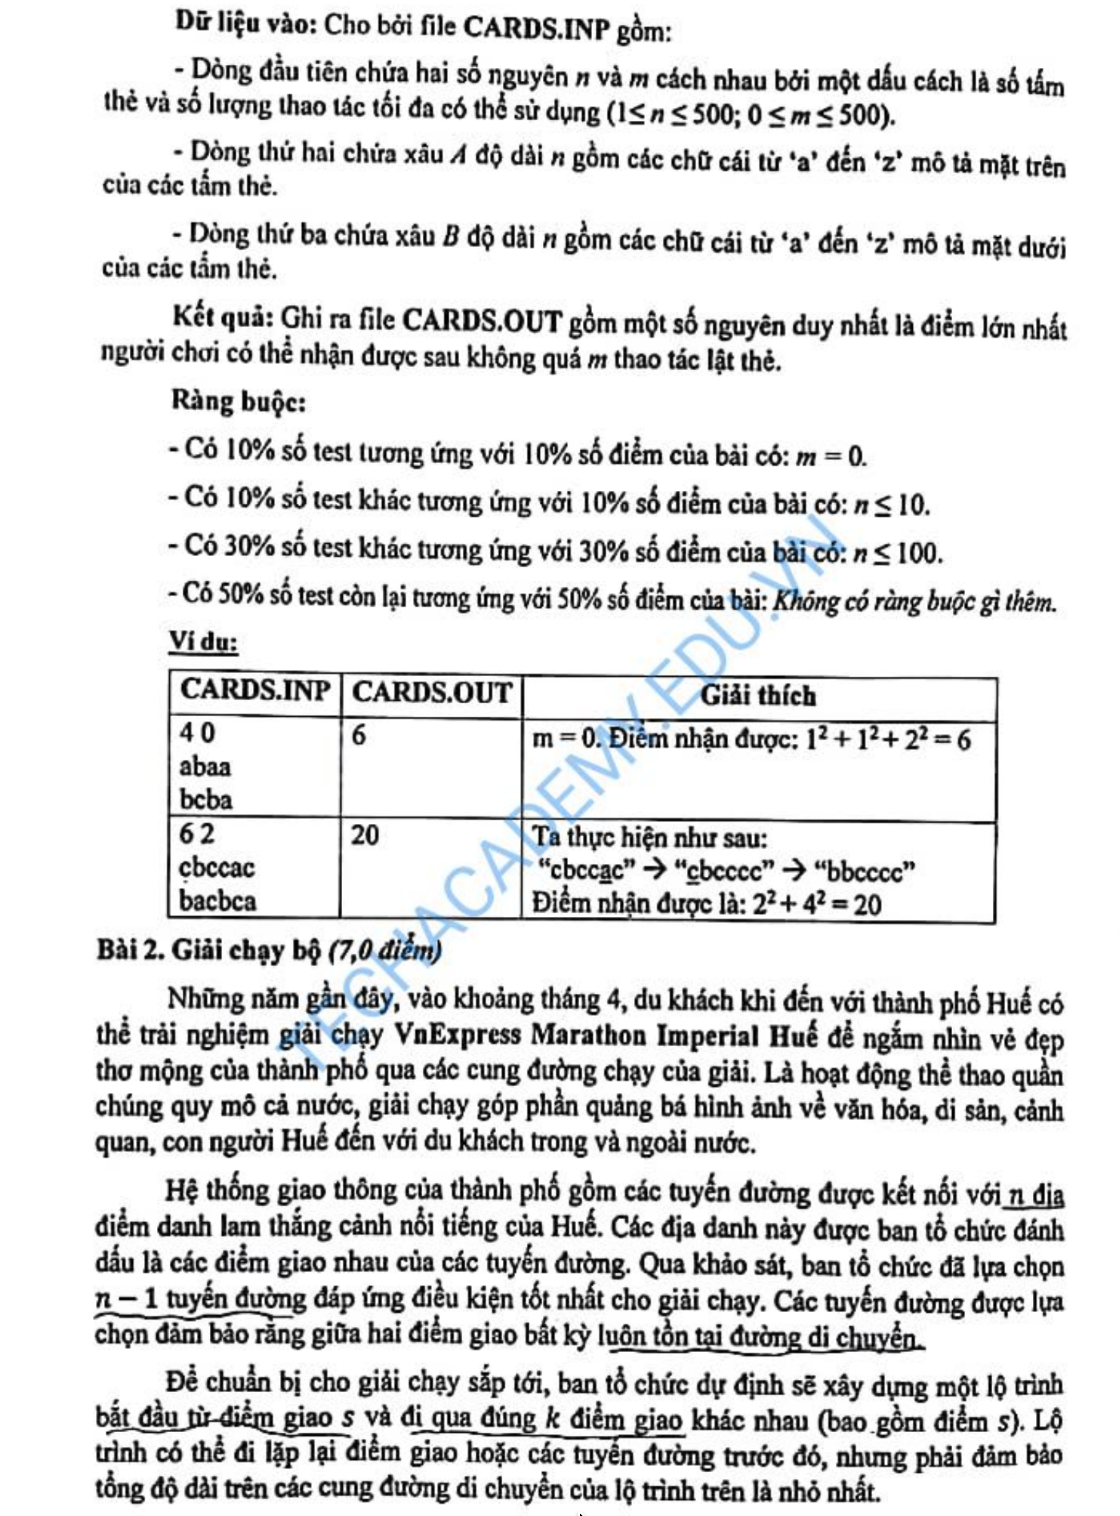 Dữ liệu vào: Cho bởi file CARDS.INP gồm:
- Dòng đầu tiên chứa hai số nguyên n và m cách nhau bởi một dấu cách là số tấm
thẻ và số lượng thao tác tối đa có thể sử dụng (1≤ n ≤ 500; 0 ≤ m ≤ 500).
- Dòng thứ hai chứa xâu A độ dài n gồm các chữ cái từ ‘a’ đến ‘z’ mô tả mặt trên
của các tấm thẻ.
- Dòng thứ ba chứa xâu B độ dài n gồm các chữ cái từ ‘a’ đến ‘z’ mô tả mặt dưới
của các tấm thẻ.
Kết quả: Ghi ra file CARDS.OUT gồm một số nguyên duy nhất là điểm lớn nhất
người chơi có thể nhận được sau không quá m thao tác lật thẻ.
Ràng buộc:
- Có 10% số test tương ứng với 10% số điểm của bài có: m = 0.
- Có 10% số test khác tương ứng với 10% số điểm của bài có: n ≤ 10.
- Có 30% số test khác tương ứng với 30% số điểm của bài có: n ≤ 100.
- Có 50% số test còn lại tương ứng với 50% số điểm của bài: Không có ràng buộc gì thêm.
Ví dụ:
CARDS.INP CARDS.OUT Giải thích
4 0 6 m = 0. Điểm nhận được: 1² + 1² + 2² = 6
abaa
bcba
6 2 20 Ta thực hiện như sau:
cbccac “cbccac” → “cbcccc” → “bbcccc”
bacbca Điểm nhận được là: 2² + 4² = 20
Bài 2. Giải chạy bộ (7,0 điểm)
Những năm gần đây, vào khoảng tháng 4, du khách khi đến với thành phố Huế có
thể trải nghiệm giải chạy VnExpress Marathon Imperial Huế để ngắm nhìn vẻ đẹp
thơ mộng của thành phố qua các cung đường chạy của giải. Là hoạt động thể thao quần
chúng quy mô cả nước, giải chạy góp phần quảng bá hình ảnh về văn hóa, di sản, cảnh
quan, con người Huế đến với du khách trong và ngoài nước.
Hệ thống giao thông của thành phố gồm các tuyến đường được kết nối với n địa
điểm danh lam thắng cảnh nổi tiếng của Huế. Các địa danh này được ban tổ chức đánh
dấu là các điểm giao nhau của các tuyến đường. Qua khảo sát, ban tổ chức đã lựa chọn
n − 1 tuyến đường đáp ứng điều kiện tốt nhất cho giải chạy. Các tuyến đường được lựa
chọn đảm bảo rằng giữa hai điểm giao bất kỳ luôn tồn tại đường di chuyển.
Để chuẩn bị cho giải chạy sắp tới, ban tổ chức dự định sẽ xây dựng một lộ trình
bắt đầu từ điểm giao s và đi qua đúng k điểm giao khác nhau (bao gồm điểm s). Lộ
trình có thể đi lặp lại điểm giao hoặc các tuyến đường trước đó, nhưng phải đảm bảo
tổng độ dài trên các cung đường di chuyển của lộ trình trên là nhỏ nhất.
TECHACADEMY.EDU.VN